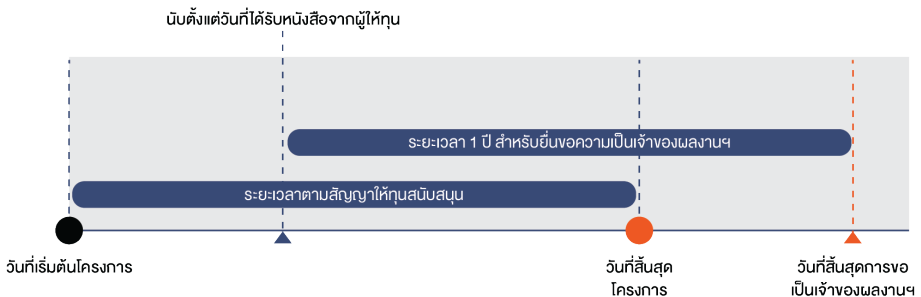 นับตั้งแต่วันที่ได้รับหนังสือจากผู้ให้ทุน
ระยะเวลา 1 ปี สำหรับยื่นขอความเป็นเจ้าของผลงานฯ
ระยะเวลาตามสัญญาให้ทุนสนับสนุน
วันที่เริ่มต้นโครงการ
วันที่สิ้นสุด
โครงการ
วันที่สิ้นสุดการขอ
เป็นเจ้าของผลงานฯ